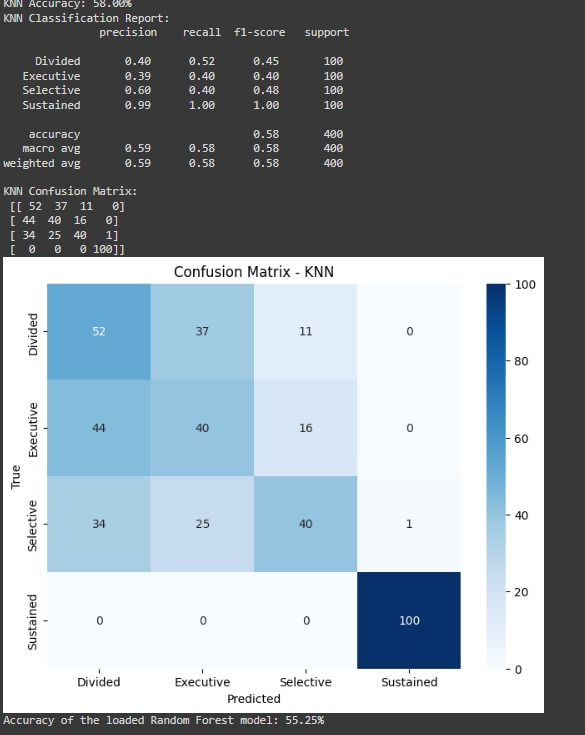 KNN Accuracy: 58.00%
KNN Classification Report:
precision recall f1-score support
Divided 0.40 0.52 0.45 100
Executive 0.39 0.40 0.40 100
Selective 0.60 0.40 0.48 100
Sustained 0.99 1.00 1.00 100
accuracy 0.58 400
macro avg 0.59 0.58 0.58 400
weighted avg 0.59 0.58 0.58 400
KNN Confusion Matrix:
[[ 52 37 11 0]
[ 44 40 16 0]
[ 34 25 40 1]
[ 0 0 0 100]]
Confusion Matrix - KNN
True
Divided 52 37 11 0
Executive 44 40 16 0
Selective 34 25 40 1
Sustained 0 0 0 100
Divided Executive Selective Sustained
Predicted
100
80
60
40
20
0
Accuracy of the loaded Random Forest model: 55.25%